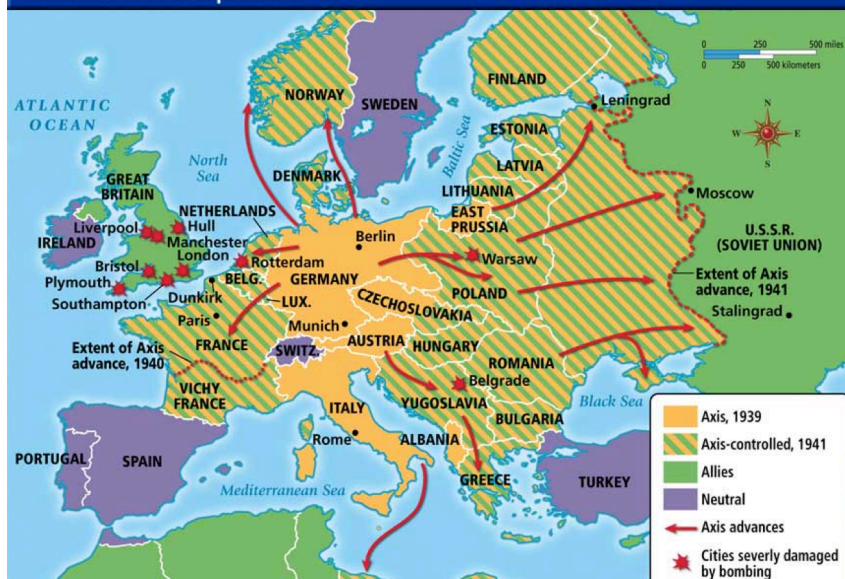 0 250 500 miles
0 250 500 kilometers
N
W E
S
ATLANTIC
OCEAN
North
Sea
Baltic Sea
NORWAY
SWEDEN
FINLAND
Leningrad
ESTONIA
LATVIA
LITHUANIA
EAST
PRUSSIA
DENMARK
GREAT
BRITAIN
IRELAND
Liverpool
Hull
Manchester
London
Bristol
Plymouth
Southampton
NETHERLANDS
Rotterdam
BELG.
LUX.
Dunkirk
Paris
FRANCE
Extent of Axis
advance, 1940
VICHY
FRANCE
Berlin
GERMANY
Munich
Warsaw
POLAND
CZECHOSLOVAKIA
AUSTRIA
HUNGARY
SWITZ.
ROMANIA
Belgrade
YUGOSLAVIA
BULGARIA
ITALY
Rome
ALBANIA
GREECE
TURKEY
Black Sea
Moscow
U.S.S.R.
(SOVIET UNION)
Extent of Axis
advance, 1941
Stalingrad
PORTUGAL
SPAIN
Mediterranean Sea
Axis, 1939
Axis-controlled, 1941
Allies
Neutral
Axis advances
Cities severly damaged
by bombing